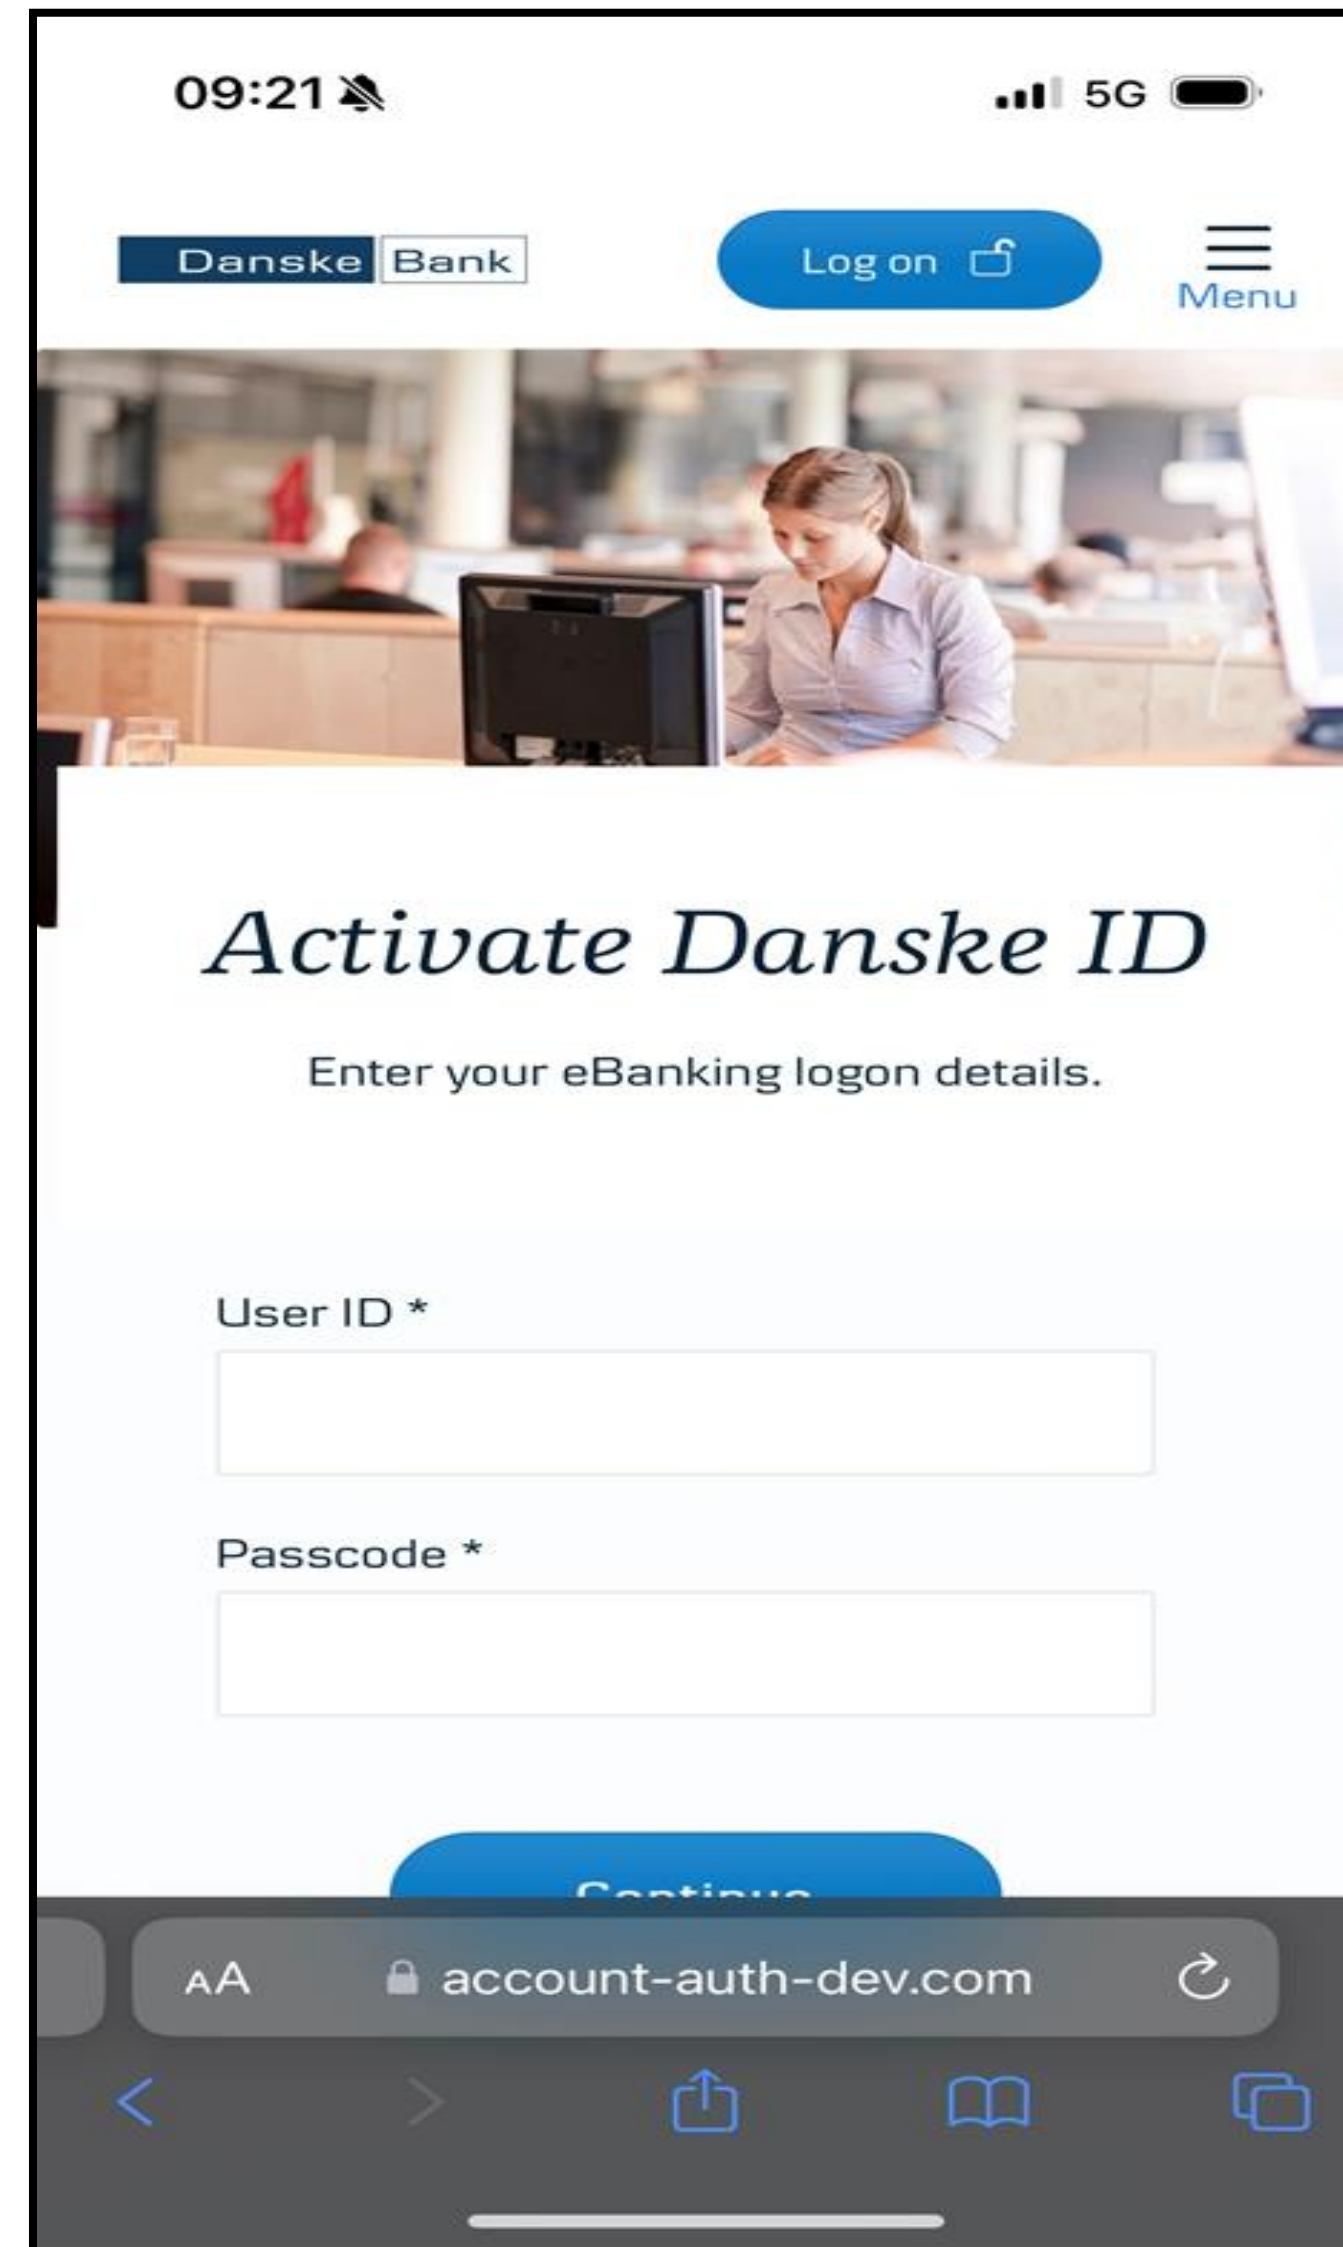 09:21
5G
Danske Bank
Log on
Menu
Activate Danske ID
Enter your eBanking logon details.
User ID *
Passcode *
Continue
AA
account-auth-dev.com